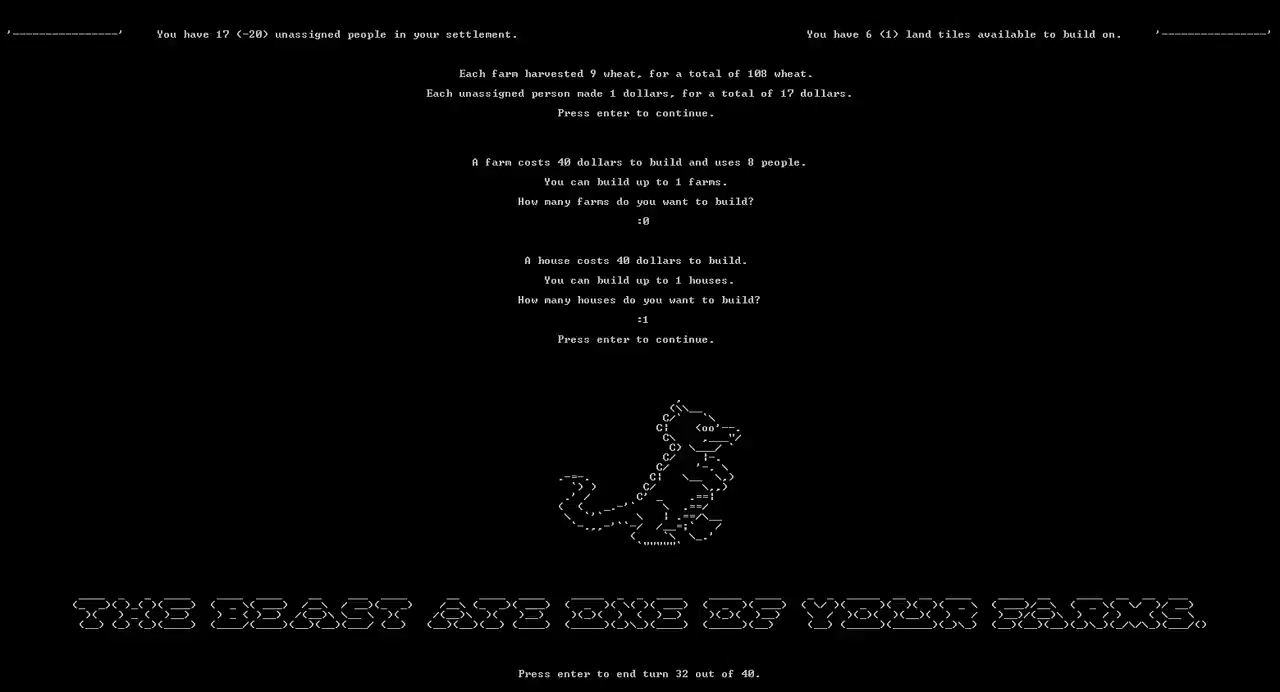 You have 17 (-20) unassigned people in your settlement.
You have 6 (1) land tiles available to build on.
Each farm harvested 9 wheat, for a total of 108 wheat.
Each unassigned person made 1 dollars, for a total of 17 dollars.
Press enter to continue.
A farm costs 40 dollars to build and uses 8 people.
You can build up to 1 farms.
How many farms do you want to build?
:0
A house costs 40 dollars to build.
You can build up to 1 houses.
How many houses do you want to build?
:1
Press enter to continue.
THE BEAST ATE ONE OF YOUR FARMS.
Press enter to end turn 32 out of 40.